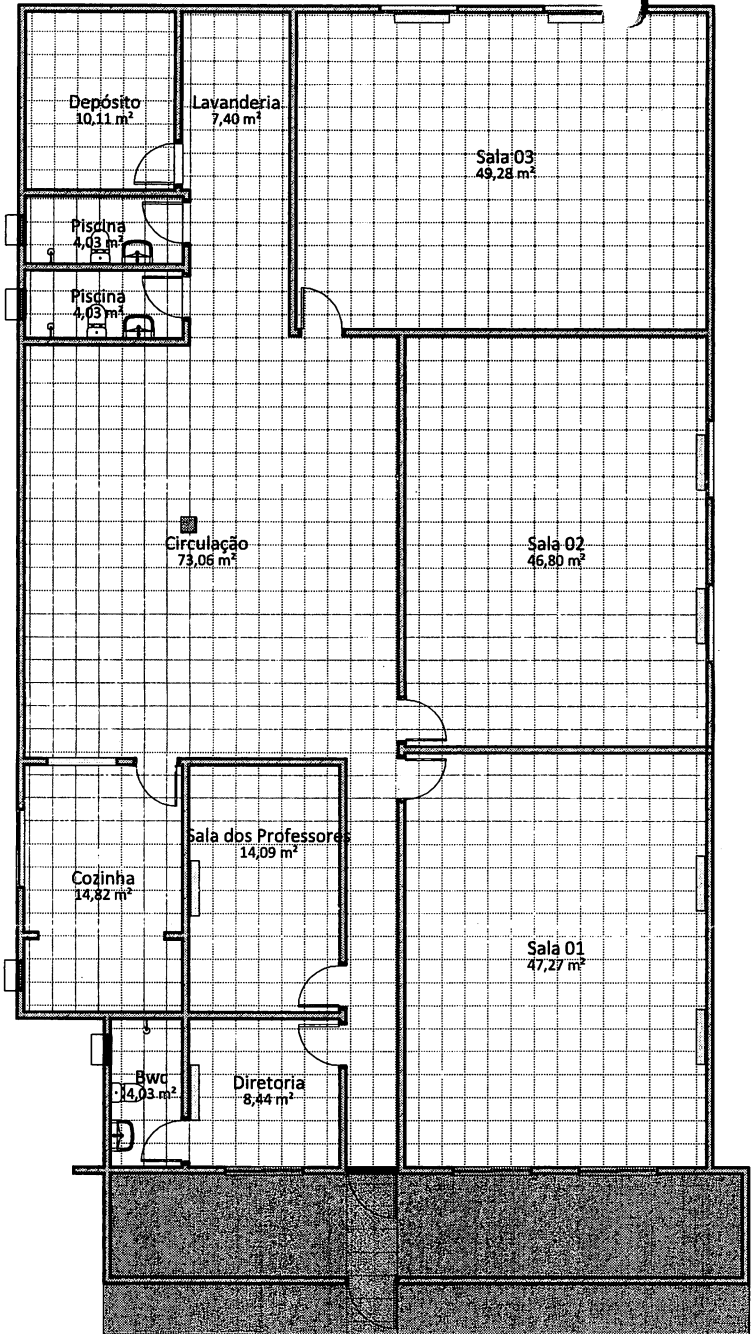 Depósito
10,11 m²
Lavanderia
7,40 m²
Sala 03
49,28 m²
Piscina
4,03 m²
Piscina
4,03 m²
Circulação
73,06 m²
Sala 02
46,80 m²
Sala dos Professores
14,09 m²
Cozinha
14,82 m²
Sala 01
47,27 m²
Bwc
4,03 m²
Diretoria
8,44 m²